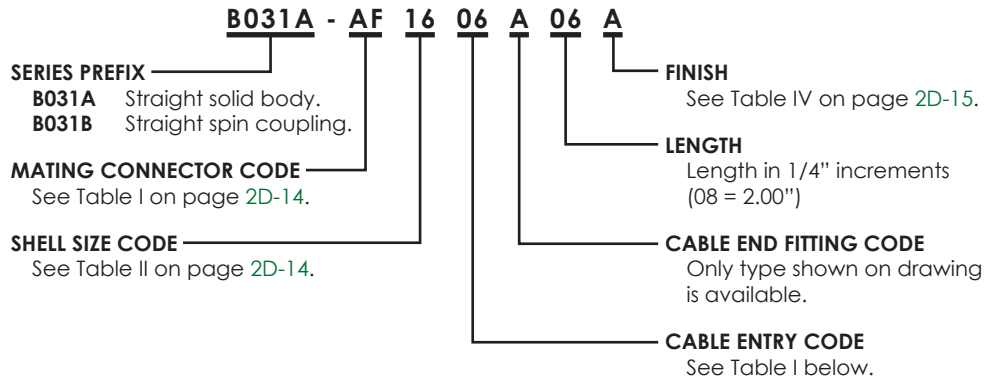 B031A - AF 16 06 A 06 A
SERIES PREFIX
B031A Straight solid body.
B031B Straight spin coupling.
MATING CONNECTOR CODE
See Table I on page 2D-14.
SHELL SIZE CODE
See Table II on page 2D-14.
FINISH
See Table IV on page 2D-15.
LENGTH
Length in 1/4” increments
(08 = 2.00”)
CABLE END FITTING CODE
Only type shown on drawing
is available.
CABLE ENTRY CODE
See Table I below.